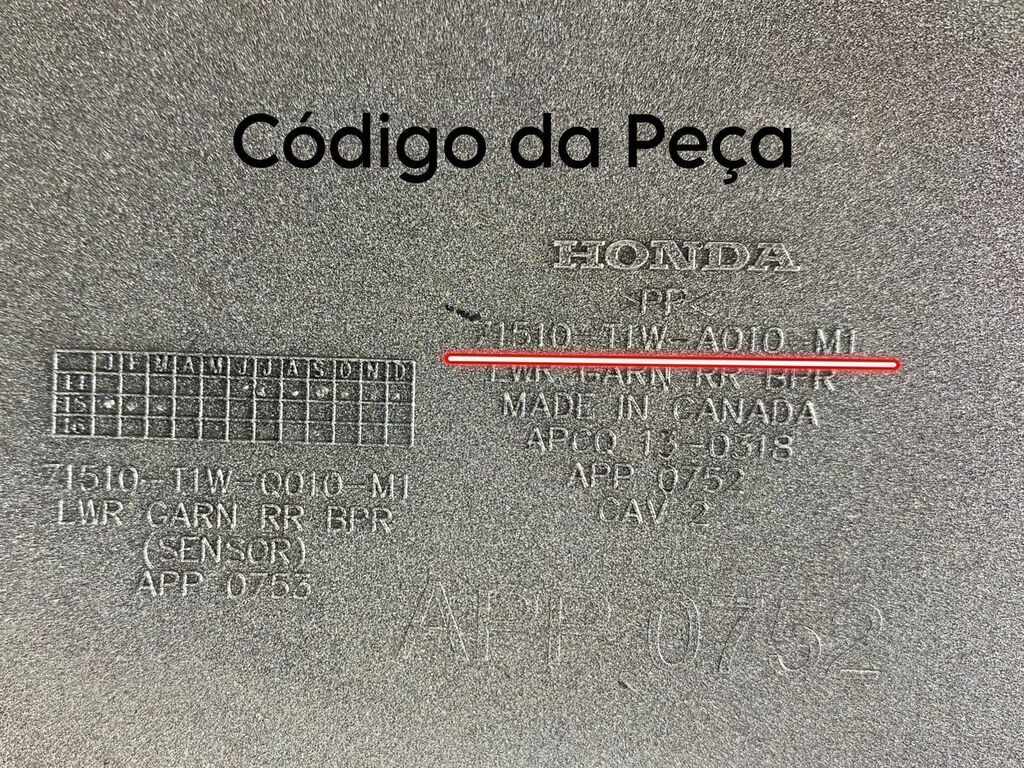 Código da Peça
HONDA
>PP<
71510-T1W-A010-M1
LWR GARN RR BPR
MADE IN CANADA
APCQ 13-0318
APP 0752
CAV 2
J F M A M J J A S O N D
14
15
16
71510-T1W-Q010-M1
LWR GARN RR BPR
(SENSOR)
APP 0753
APP 0752